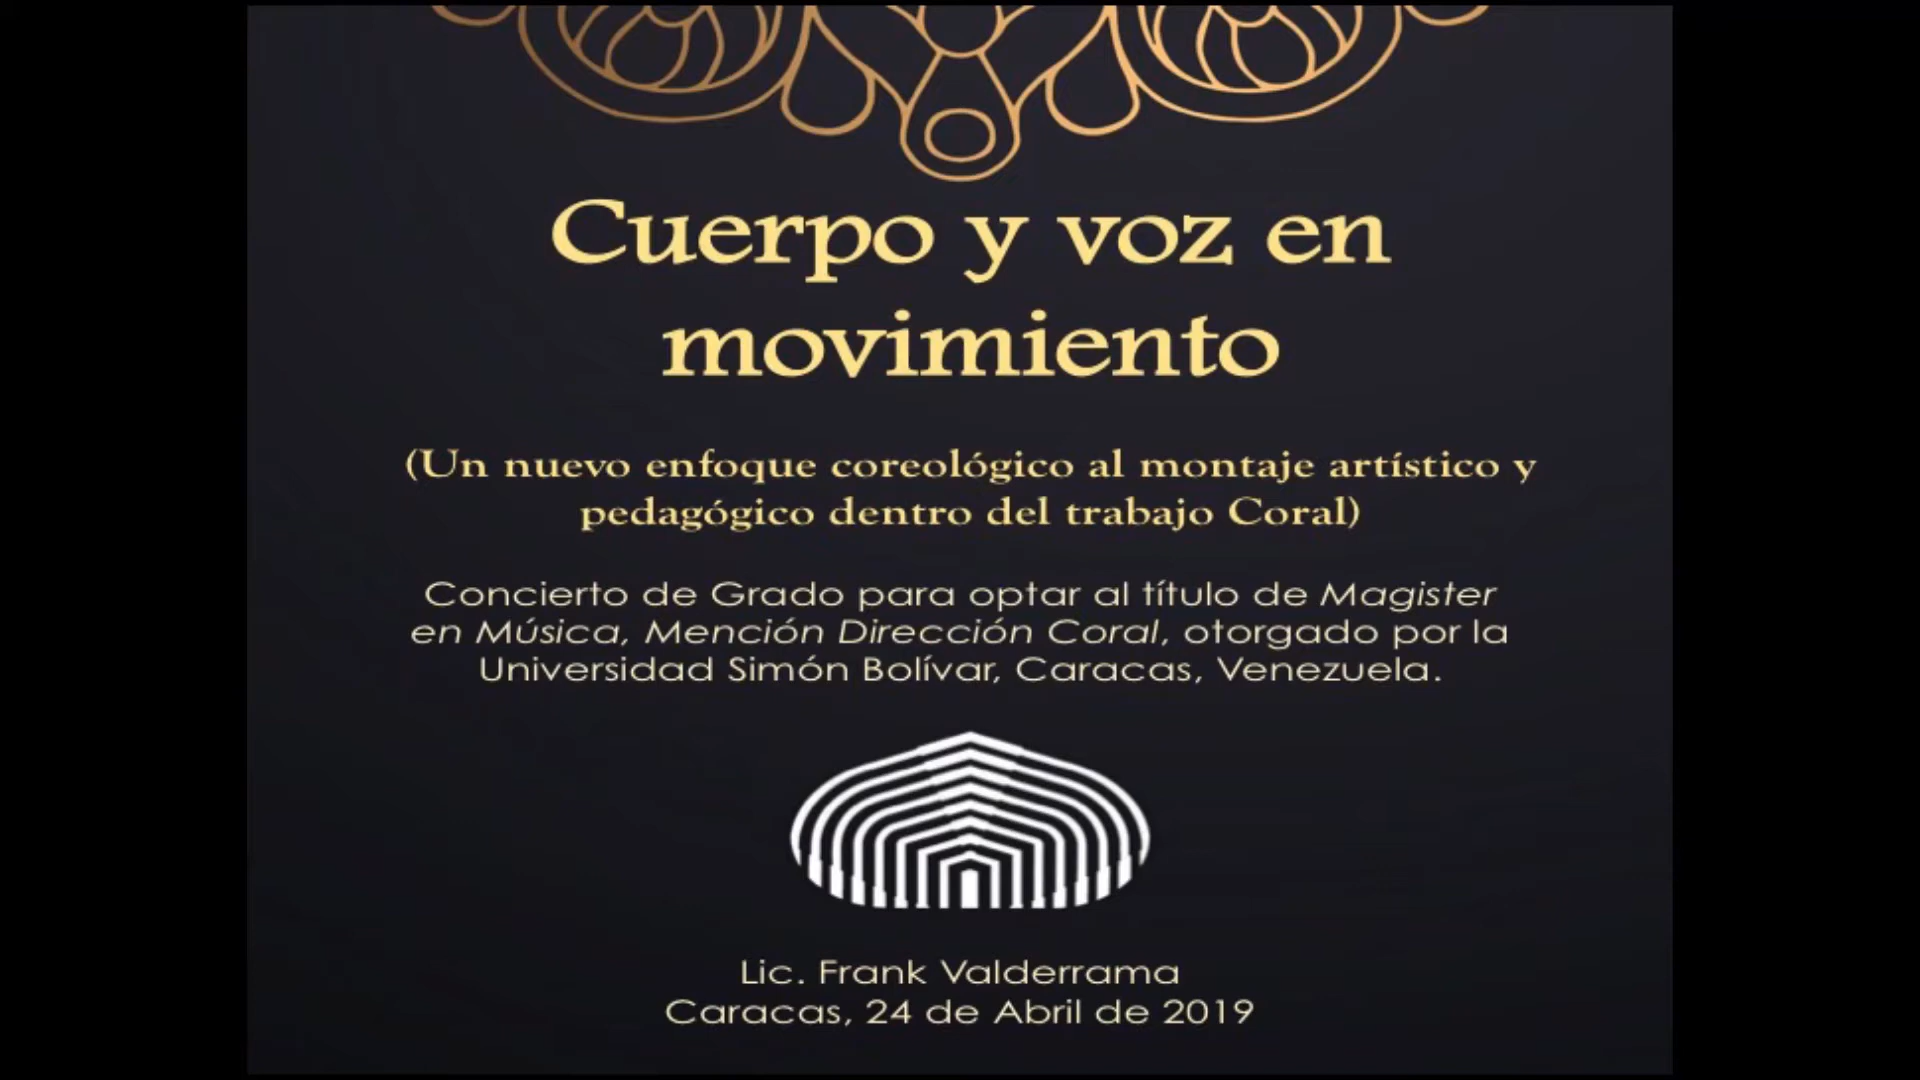 Cuerpo y voz en
movimiento
(Un nuevo enfoque coreológico al montaje artístico y
pedagógico dentro del trabajo Coral)
Concierto de Grado para optar al título de Magister
en Música, Mención Dirección Coral, otorgado por la
Universidad Simón Bolívar, Caracas, Venezuela.
Lic. Frank Valderrama
Caracas, 24 de Abril de 2019